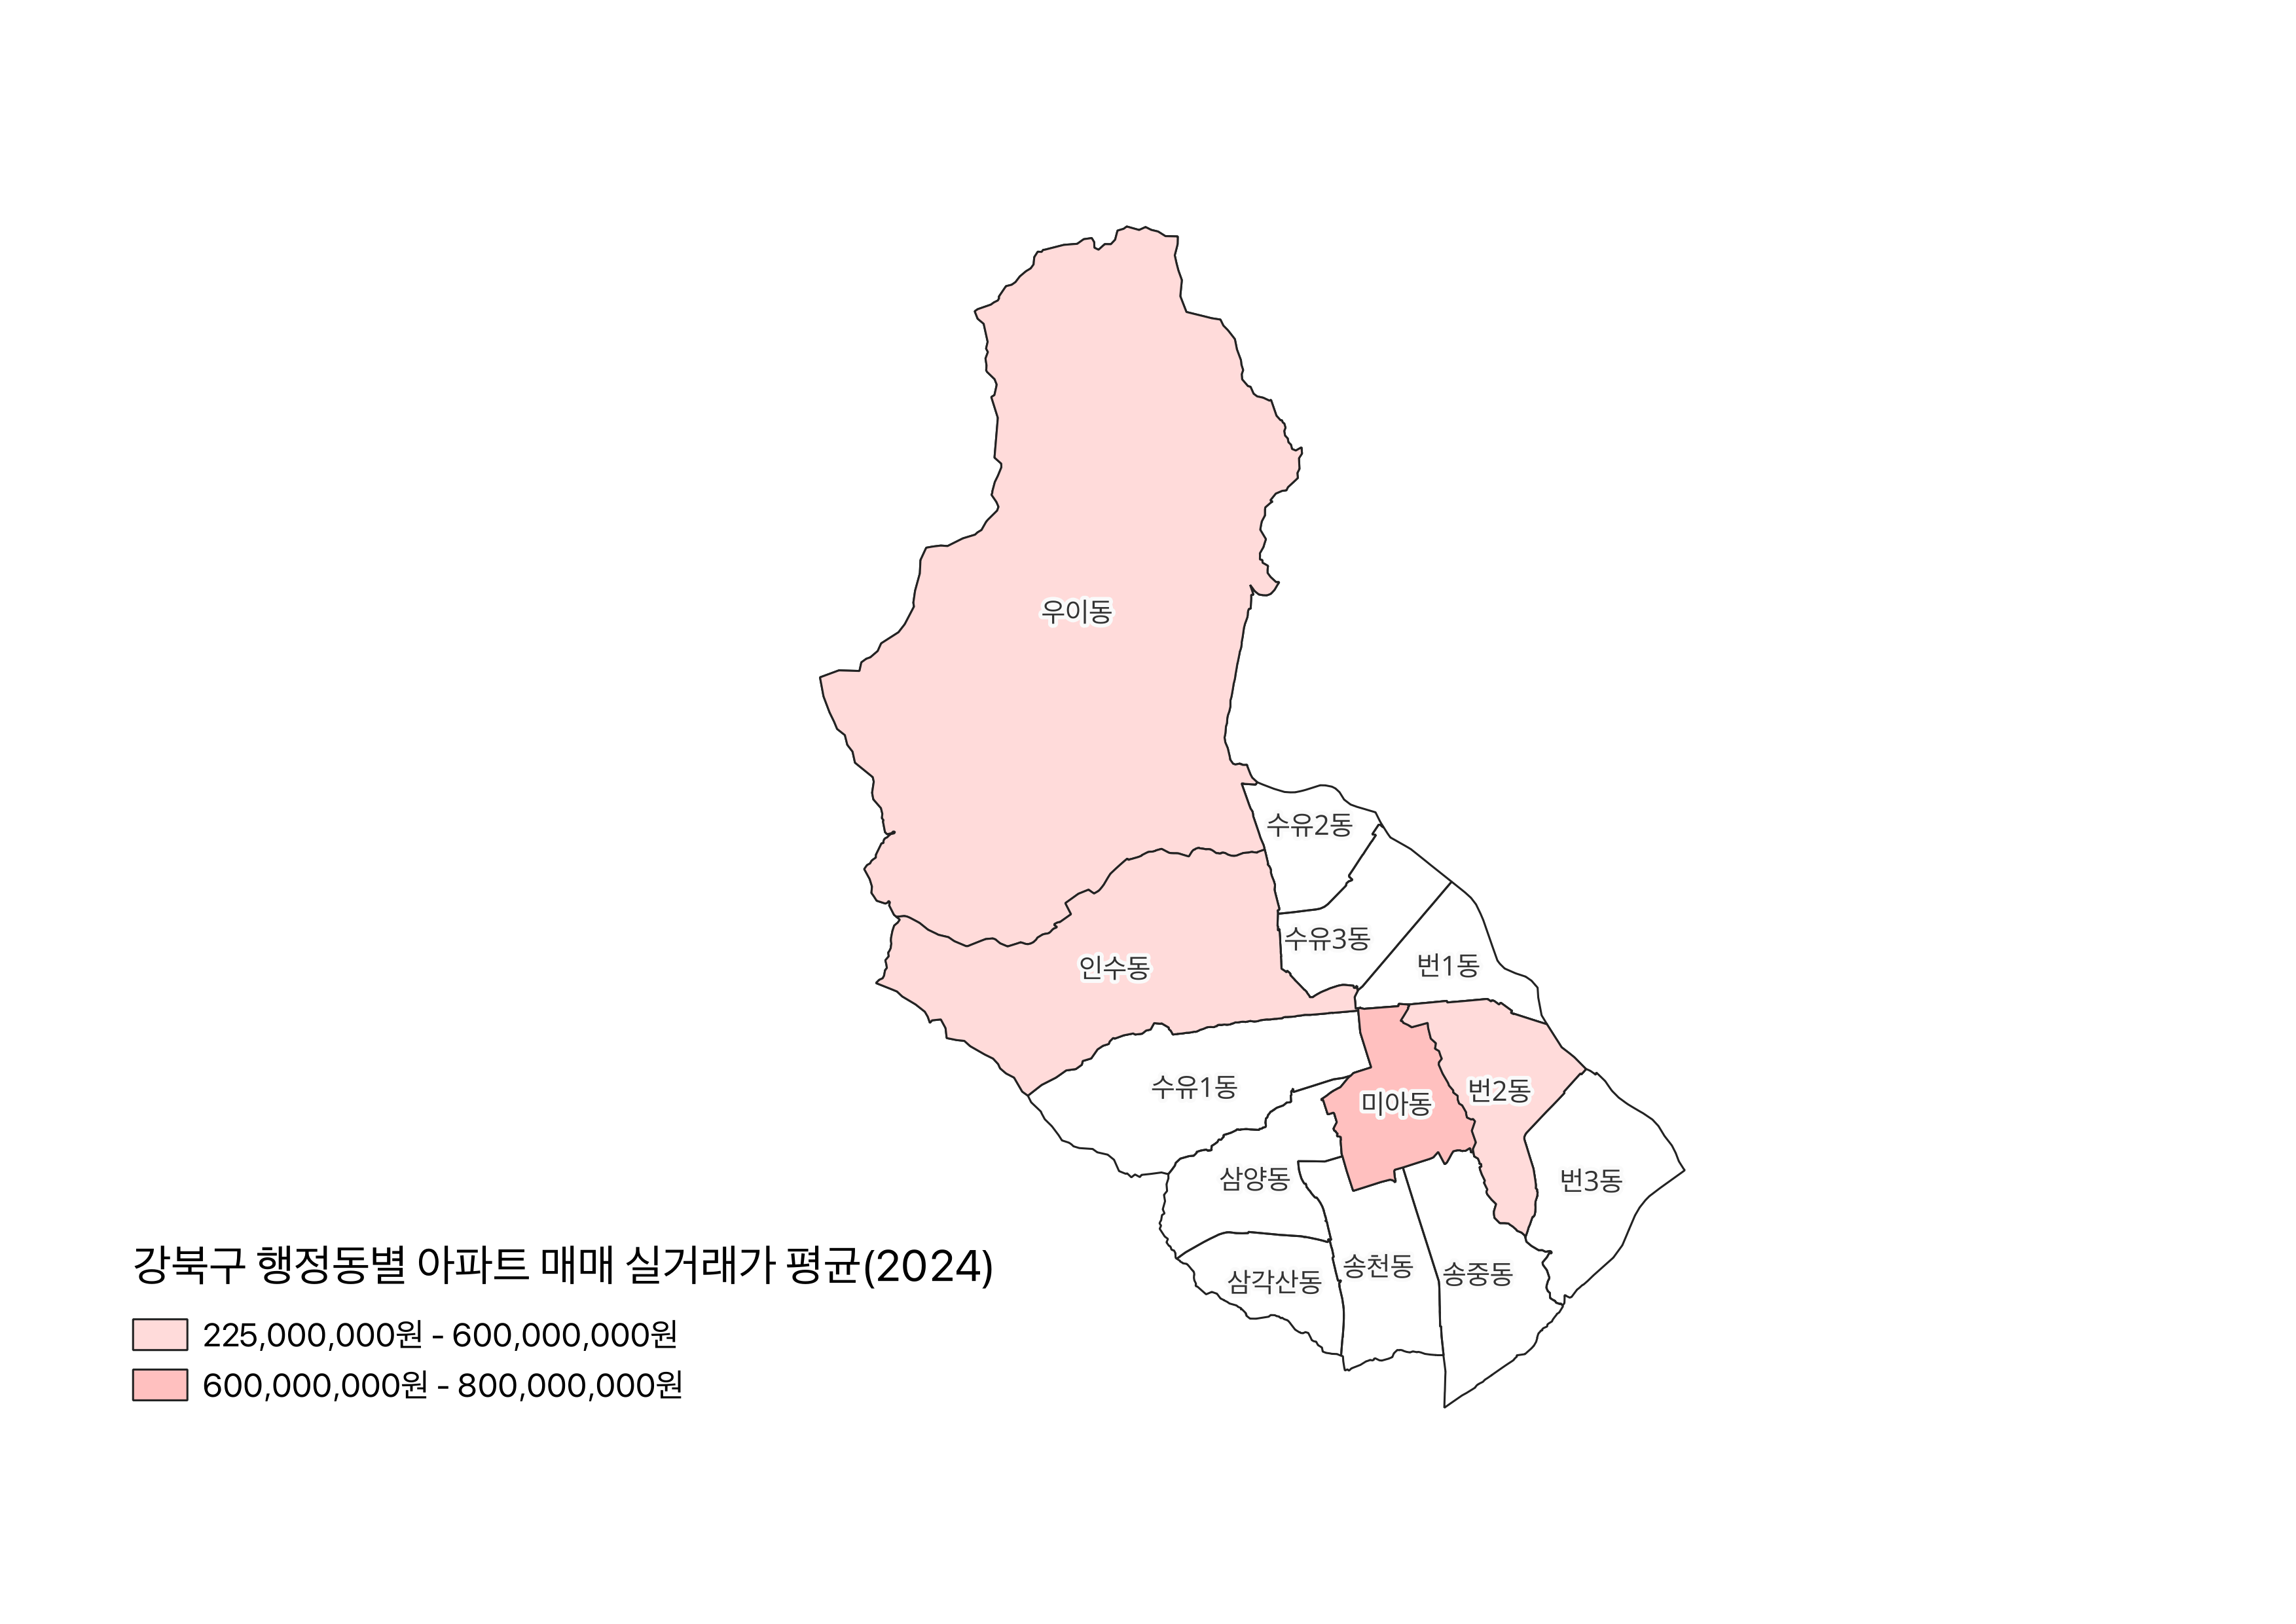 우이동
수유2동
수유3동
번1동
인수동
수유1동
미아동
번2동
삼양동
번3동
삼각산동
송천동
송중동
강북구 행정동별 아파트 매매 실거래가 평균(2024)
225,000,000원 - 600,000,000원
600,000,000원 - 800,000,000원